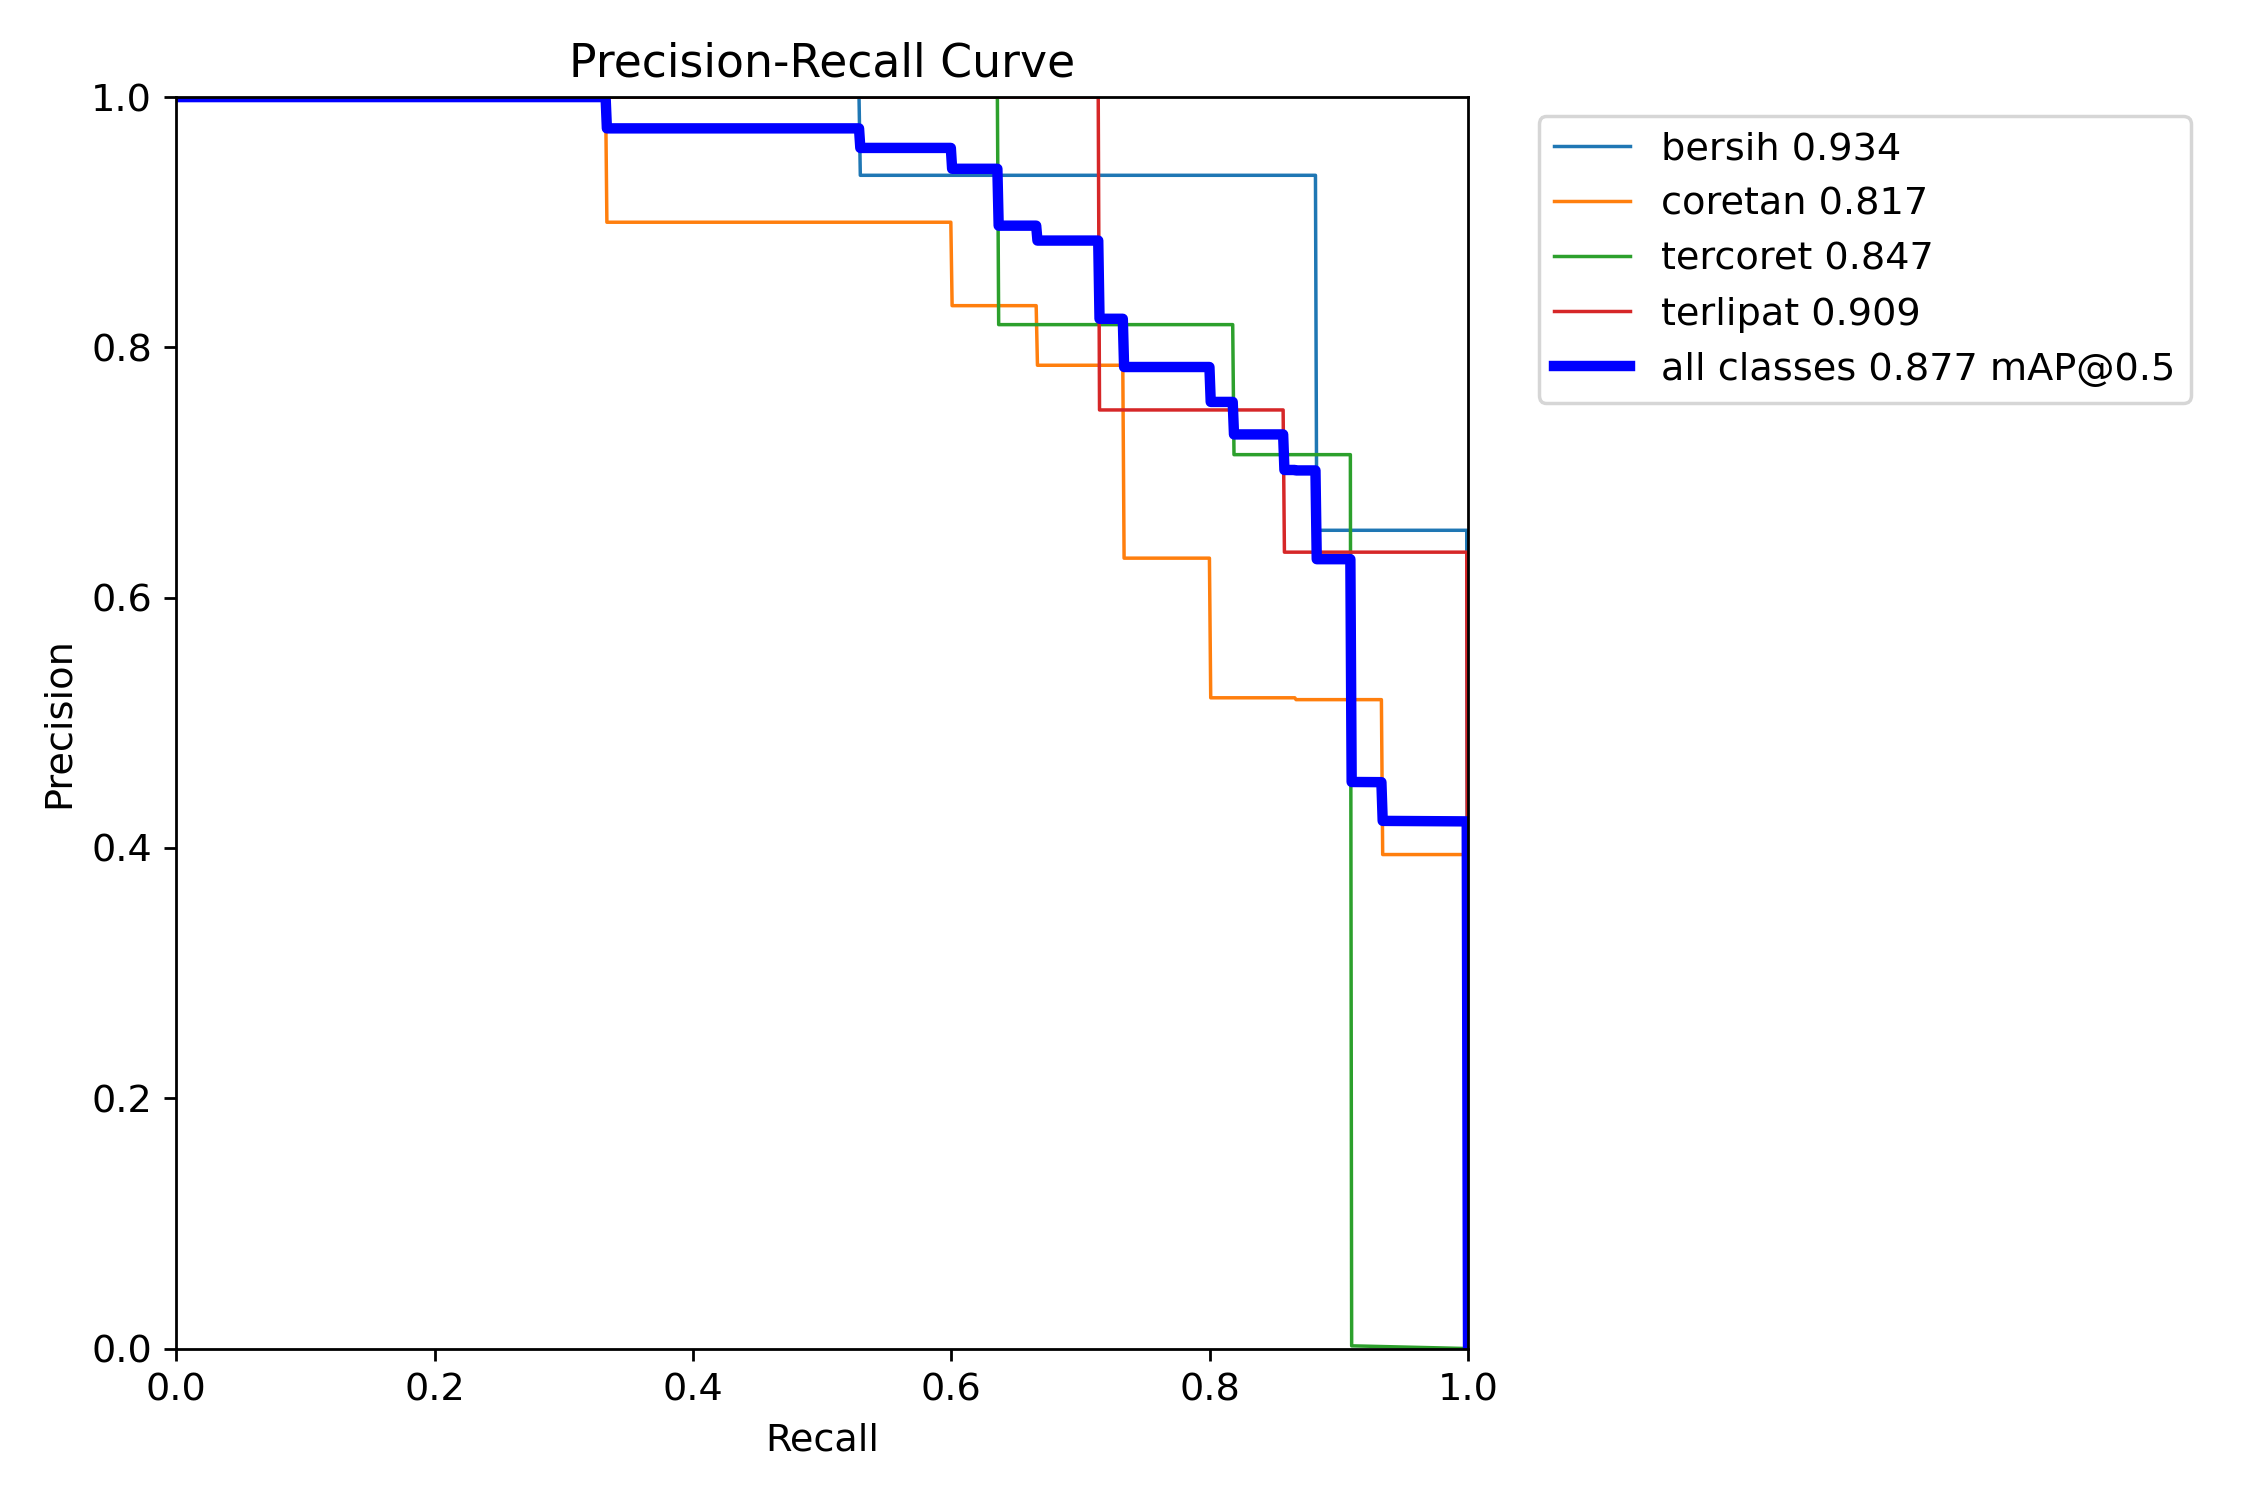 Precision-Recall Curve
1.0
0.8
0.6
0.4
0.2
0.0
Precision
0.0 0.2 0.4 0.6 0.8 1.0
Recall
bersih 0.934
coretan 0.817
tercoret 0.847
terlipat 0.909
all classes 0.877 mAP@0.5